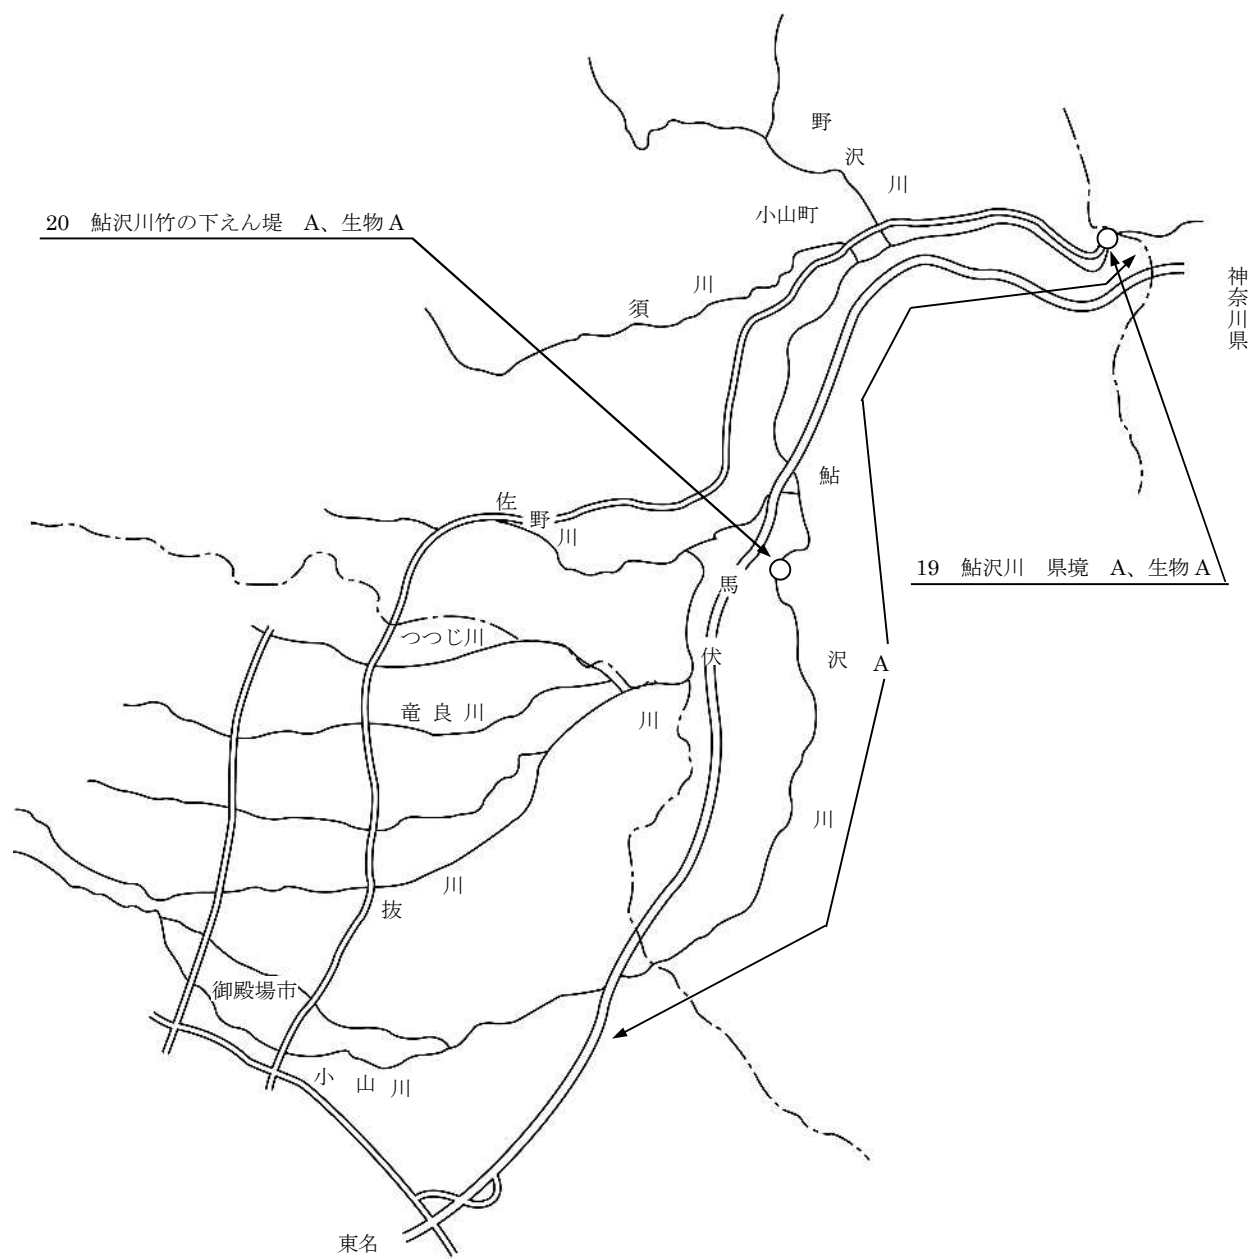 野沢川
小山町
20 鮎沢川竹の下えん堤 A、生物 A
須川
神奈川県
鮎沢川
佐野川
19 鮎沢川 県境 A、生物 A
馬伏川
A
つつじ川
竜良川
抜川
御殿場市
小山川
東名